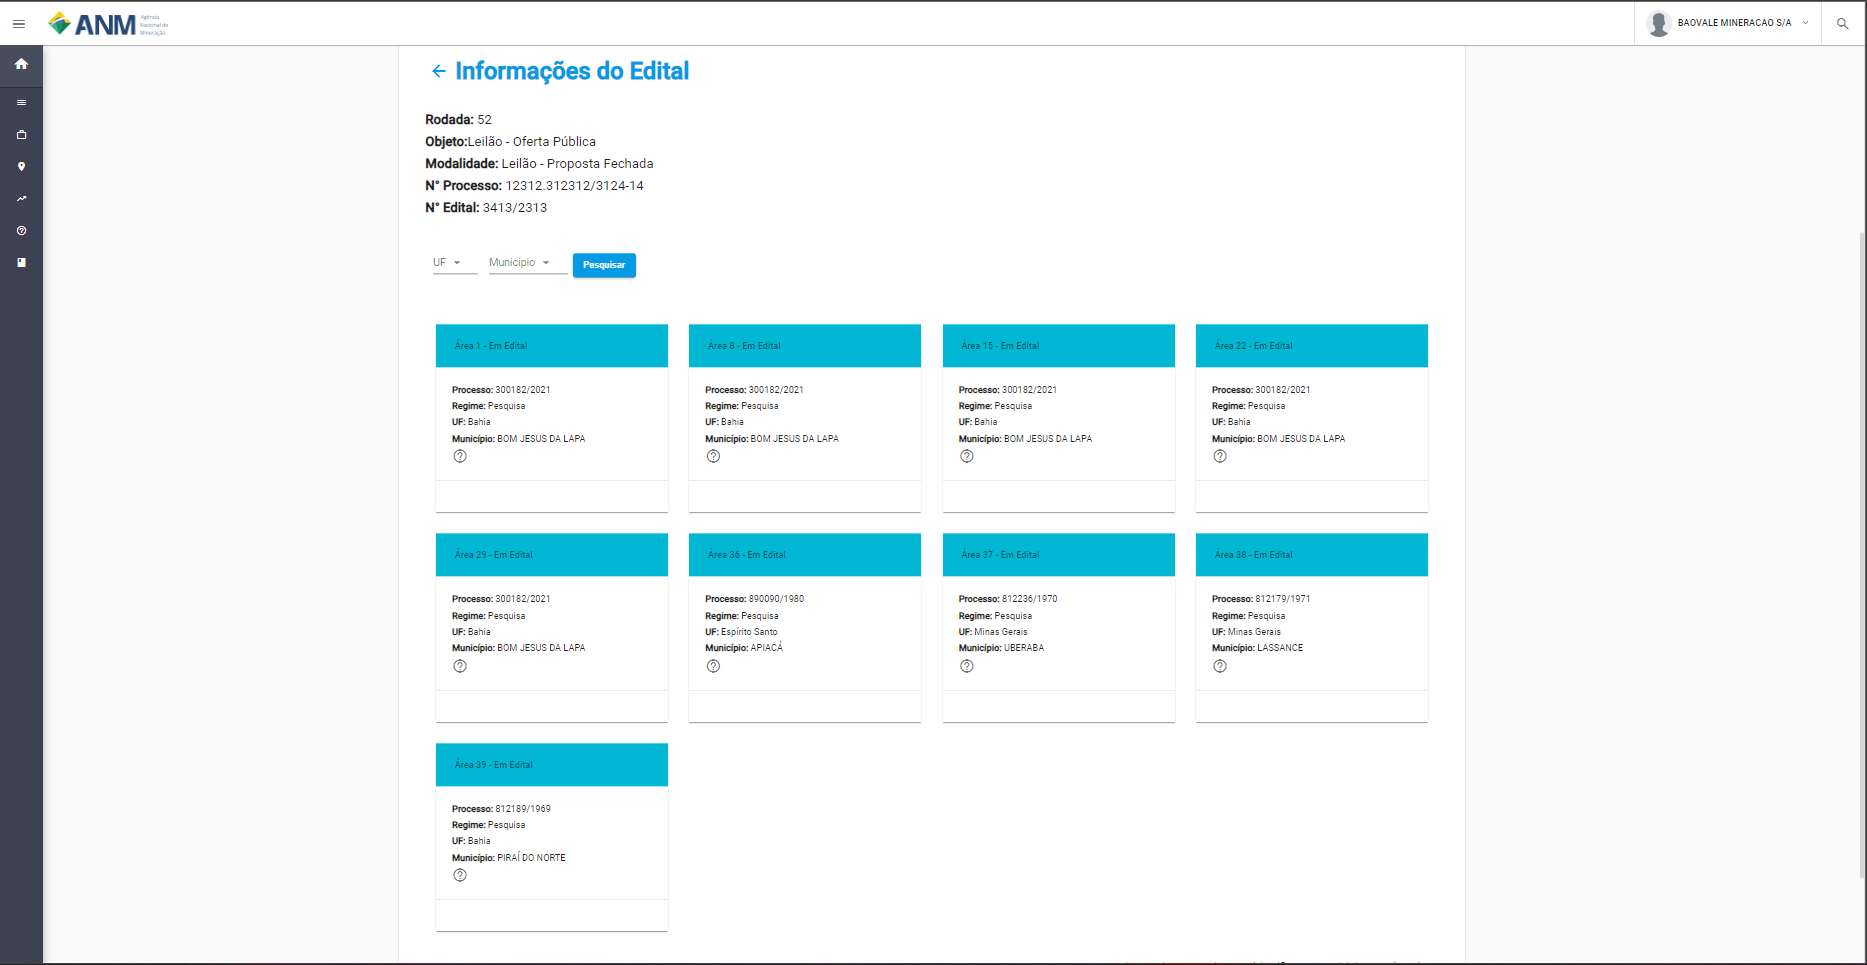 ANM Agência
Nacional de
Mineração
BAOVALE MINERACAO S/A
Informações do Edital
Rodada: 52
Objeto:Leilão - Oferta Pública
Modalidade: Leilão - Proposta Fechada
N° Processo: 12312.312312/3124-14
N° Edital: 3413/2313
UF Município Pesquisar
Área 1 - Em Edital
Processo: 300182/2021
Regime: Pesquisa
UF: Bahia
Município: BOM JESUS DA LAPA
Área 8 - Em Edital
Processo: 300182/2021
Regime: Pesquisa
UF: Bahia
Município: BOM JESUS DA LAPA
Área 15 - Em Edital
Processo: 300182/2021
Regime: Pesquisa
UF: Bahia
Município: BOM JESUS DA LAPA
Área 22 - Em Edital
Processo: 300182/2021
Regime: Pesquisa
UF: Bahia
Município: BOM JESUS DA LAPA
Área 29 - Em Edital
Processo: 300182/2021
Regime: Pesquisa
UF: Bahia
Município: BOM JESUS DA LAPA
Área 36 - Em Edital
Processo: 890090/1980
Regime: Pesquisa
UF: Espírito Santo
Município: APIACÁ
Área 37 - Em Edital
Processo: 812236/1970
Regime: Pesquisa
UF: Minas Gerais
Município: UBERABA
Área 38 - Em Edital
Processo: 812179/1971
Regime: Pesquisa
UF: Minas Gerais
Município: LASSANCE
Área 39 - Em Edital
Processo: 812189/1969
Regime: Pesquisa
UF: Bahia
Município: PIRAÍ DO NORTE